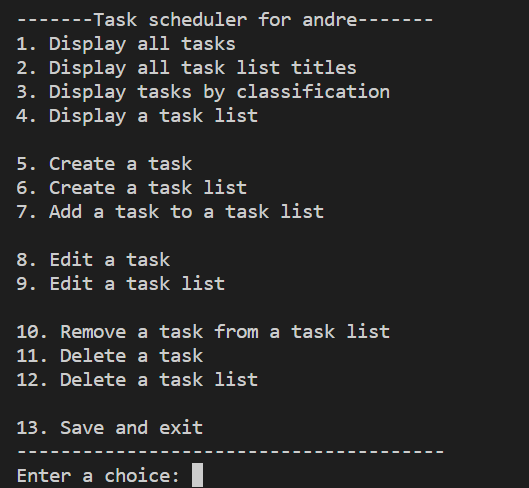 -------Task scheduler for andre-------
1. Display all tasks
2. Display all task list titles
3. Display tasks by classification
4. Display a task list
5. Create a task
6. Create a task list
7. Add a task to a task list
8. Edit a task
9. Edit a task list
10. Remove a task from a task list
11. Delete a task
12. Delete a task list
13. Save and exit
---------------------------------------
Enter a choice: